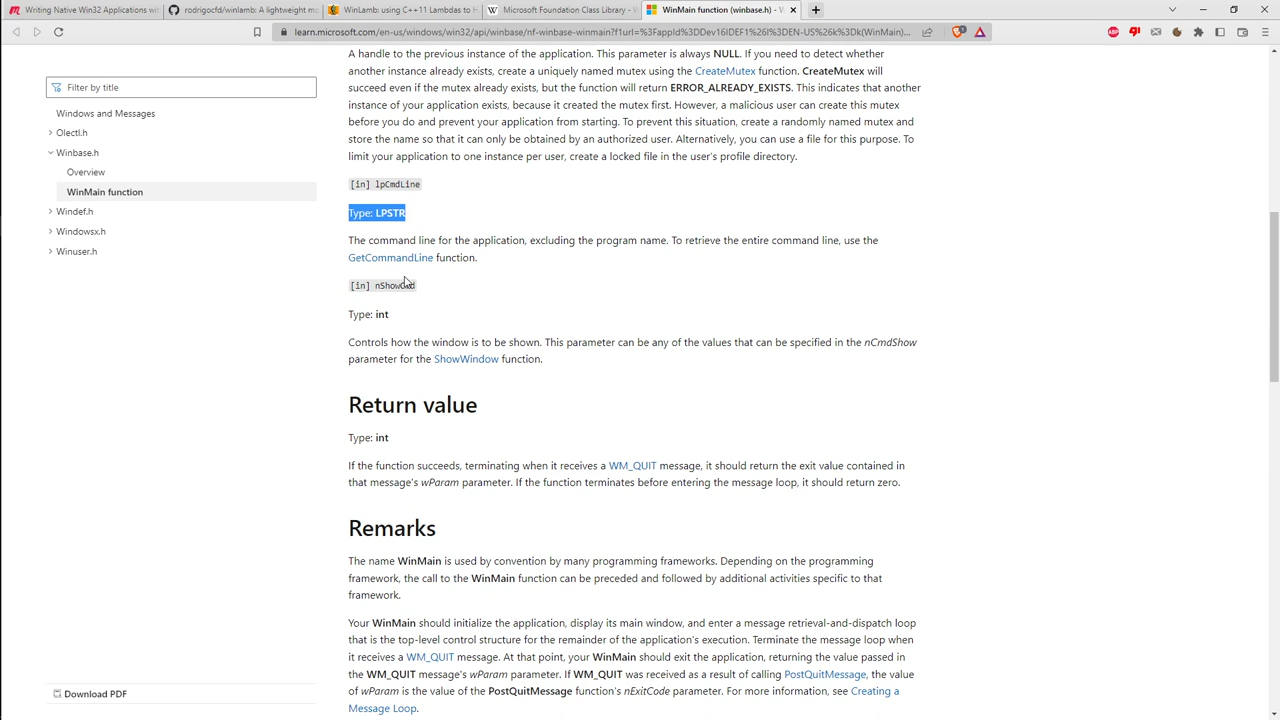 Writing Native Win32 Applications wit
rodrigocfd/winlamb: A lightweight mo
WinLamb: using C++11 Lambdas to H
Microsoft Foundation Class Library -
WinMain function (winbase.h) - W
learn.microsoft.com/en-us/windows/win32/api/winbase/nf-winbase-winmain?f1url=%3FappId%3DDev16IDEF1%26l%3DEN-US%26k%3Dk(WinMain)...
Filter by title
Windows and Messages
Olectl.h
Winbase.h
Overview
WinMain function
Windef.h
Windowsx.h
Winuser.h
Download PDF
A handle to the previous instance of the application. This parameter is always NULL. If you need to detect whether
another instance already exists, create a uniquely named mutex using the CreateMutex function. CreateMutex will
succeed even if the mutex already exists, but the function will return ERROR_ALREADY_EXISTS. This indicates that another
instance of your application exists, because it created the mutex first. However, a malicious user can create this mutex
before you do and prevent your application from starting. To prevent this situation, create a randomly named mutex and
store the name so that it can only be obtained by an authorized user. Alternatively, you can use a file for this purpose. To
limit your application to one instance per user, create a locked file in the user's profile directory.
[in] lpCmdLine
Type: LPSTR
The command line for the application, excluding the program name. To retrieve the entire command line, use the
GetCommandLine function.
[in] nShowCmd
Type: int
Controls how the window is to be shown. This parameter can be any of the values that can be specified in the nCmdShow
parameter for the ShowWindow function.
Return value
Type: int
If the function succeeds, terminating when it receives a WM_QUIT message, it should return the exit value contained in
that message's wParam parameter. If the function terminates before entering the message loop, it should return zero.
Remarks
The name WinMain is used by convention by many programming frameworks. Depending on the programming
framework, the call to the WinMain function can be preceded and followed by additional activities specific to that
framework.
Your WinMain should initialize the application, display its main window, and enter a message retrieval-and-dispatch loop
that is the top-level control structure for the remainder of the application's execution. Terminate the message loop when
it receives a WM_QUIT message. At that point, your WinMain should exit the application, returning the value passed in
the WM_QUIT message's wParam parameter. If WM_QUIT was received as a result of calling PostQuitMessage, the value
of wParam is the value of the PostQuitMessage function's nExitCode parameter. For more information, see Creating a
Message Loop.